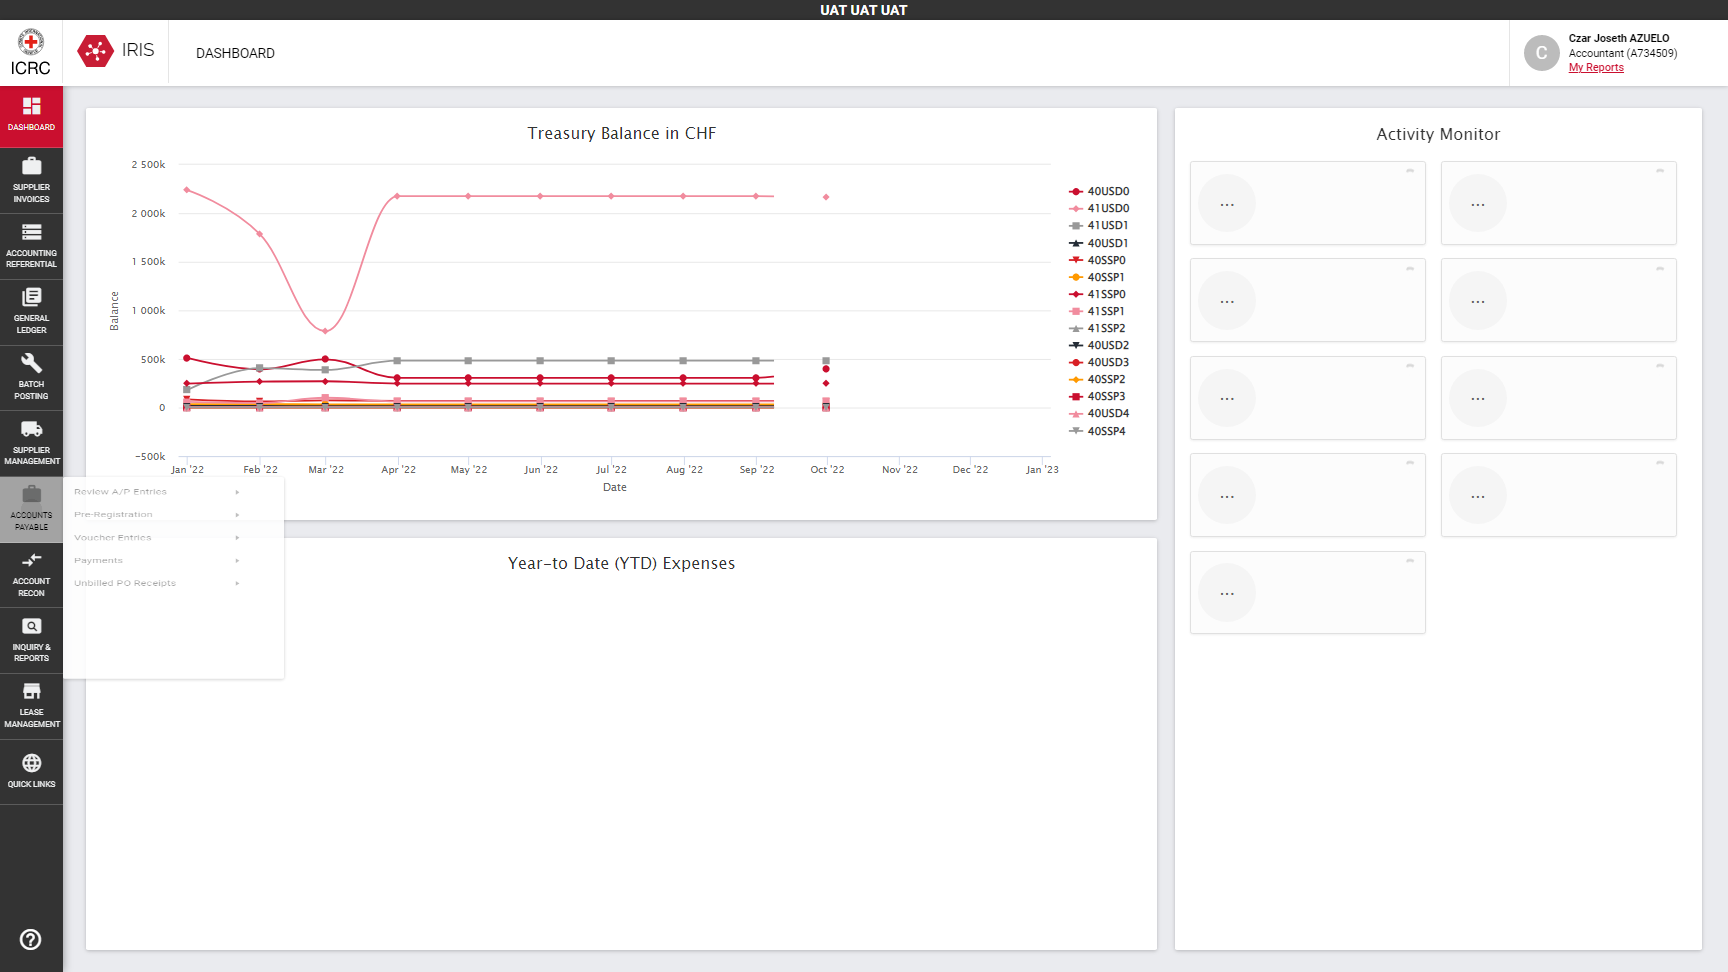 UAT UAT UAT
ICRC
IRIS
DASHBOARD
Czar Joseth AZUELO
Accountant (A734509)
My Reports
DASHBOARD
SUPPLIER
INVOICES
ACCOUNTING
REFERENTIAL
GENERAL
LEDGER
BATCH
POSTING
SUPPLIER
MANAGEMENT
ACCOUNTS
PAYABLE
ACCOUNT
RECON
INQUIRY &
REPORTS
LEASE
MANAGEMENT
QUICK LINKS
Review A/P Entries
Pre-Registration
Voucher Entries
Payments
Unbilled PO Receipts
Treasury Balance in CHF
Balance
2 500k
2 000k
1 500k
1 000k
500k
0
-500k
Jan '22
Feb '22
Mar '22
Apr '22
May '22
Jun '22
Jul '22
Aug '22
Sep '22
Oct '22
Nov '22
Dec '22
Jan '23
Date
40USD0
41USD0
41USD1
40USD1
40SSP0
40SSP1
41SSP0
41SSP1
41SSP2
40USD2
40USD3
40SSP2
40SSP3
40USD4
40SSP4
Year-to Date (YTD) Expenses
Activity Monitor
...
...
...
...
...
...
...
...
...